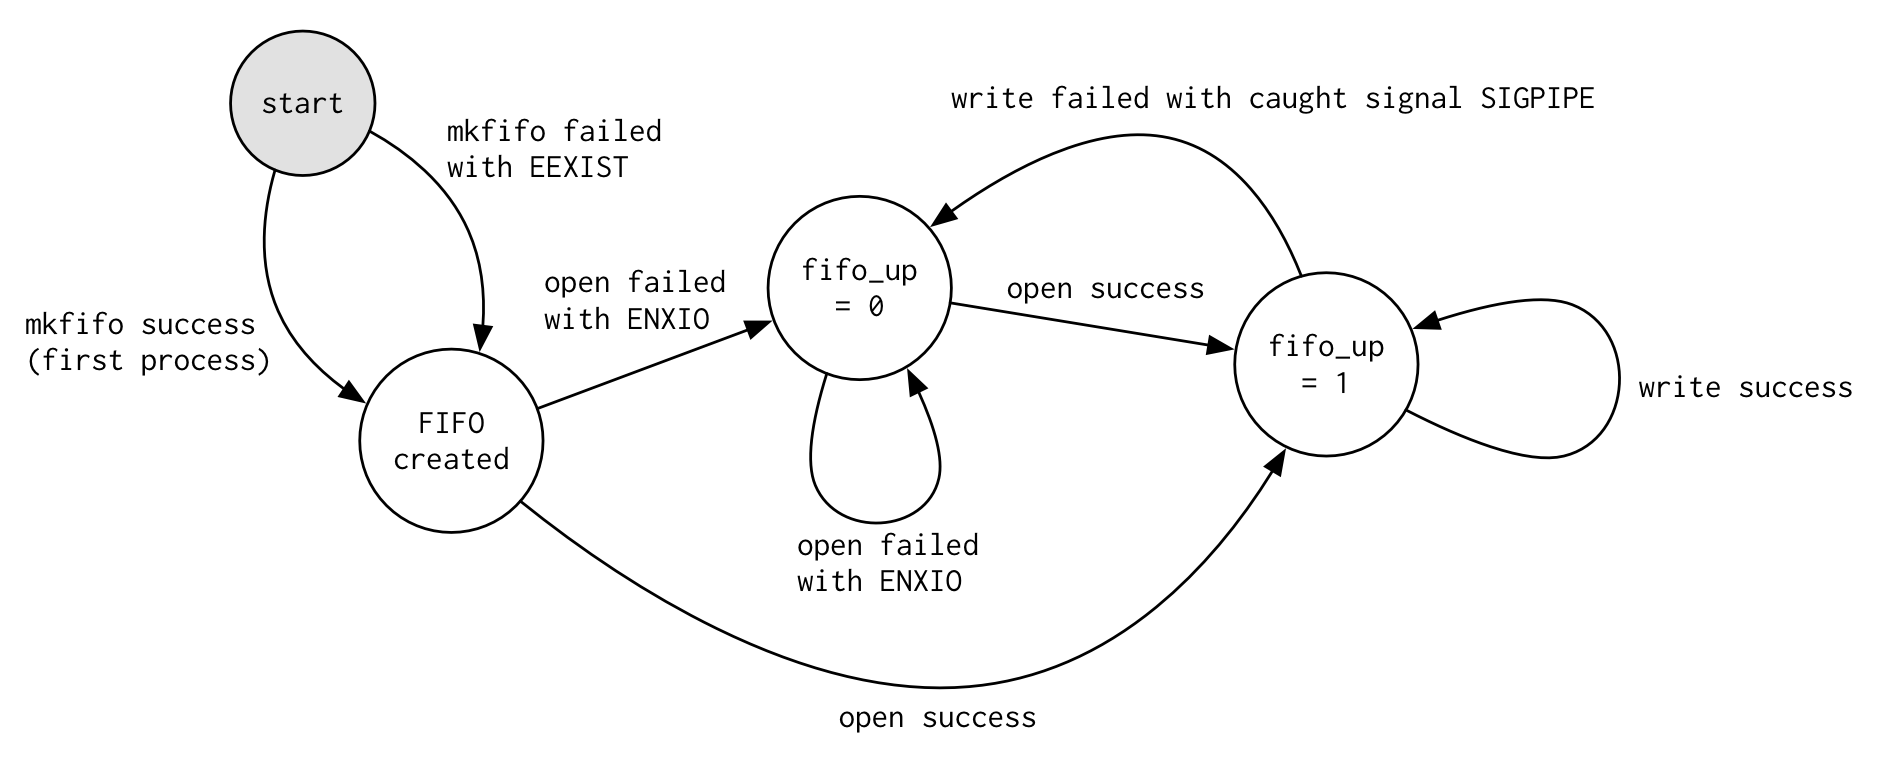 start
mkfifo failed
with EEXIST
write failed with caught signal SIGPIPE
mkfifo success
(first process)
open failed
with ENXIO
fifo_up
= 0
open success
fifo_up
= 1
write success
FIFO
created
open failed
with ENXIO
open success